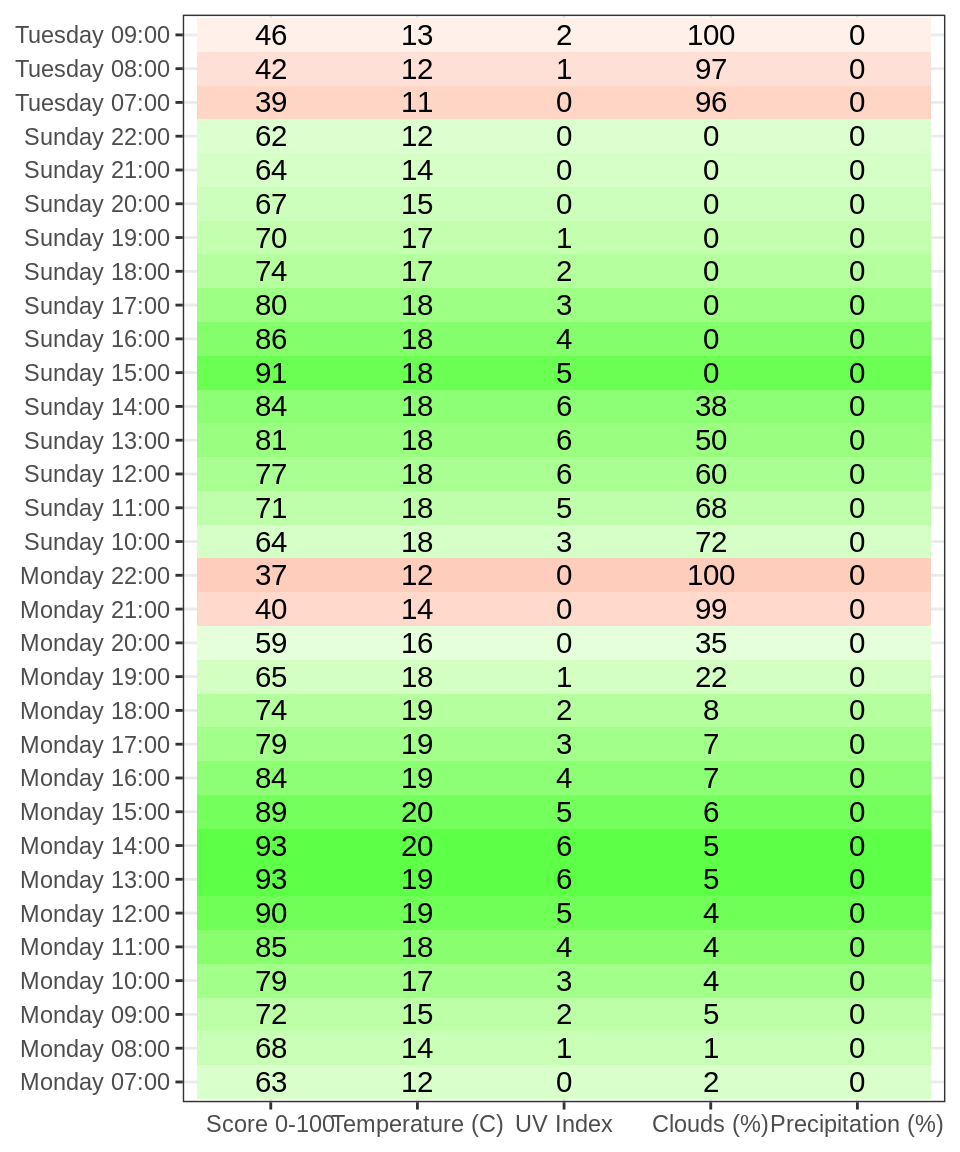 Tuesday 09:00 46 13 2 100 0
Tuesday 08:00 42 12 1 97 0
Tuesday 07:00 39 11 0 96 0
Sunday 22:00 62 12 0 0 0
Sunday 21:00 64 14 0 0 0
Sunday 20:00 67 15 0 0 0
Sunday 19:00 70 17 1 0 0
Sunday 18:00 74 17 2 0 0
Sunday 17:00 80 18 3 0 0
Sunday 16:00 86 18 4 0 0
Sunday 15:00 91 18 5 0 0
Sunday 14:00 84 18 6 38 0
Sunday 13:00 81 18 6 50 0
Sunday 12:00 77 18 6 60 0
Sunday 11:00 71 18 5 68 0
Sunday 10:00 64 18 3 72 0
Monday 22:00 37 12 0 100 0
Monday 21:00 40 14 0 99 0
Monday 20:00 59 16 0 35 0
Monday 19:00 65 18 1 22 0
Monday 18:00 74 19 2 8 0
Monday 17:00 79 19 3 7 0
Monday 16:00 84 19 4 7 0
Monday 15:00 89 20 5 6 0
Monday 14:00 93 20 6 5 0
Monday 13:00 93 19 6 5 0
Monday 12:00 90 19 5 4 0
Monday 11:00 85 18 4 4 0
Monday 10:00 79 17 3 4 0
Monday 09:00 72 15 2 5 0
Monday 08:00 68 14 1 1 0
Monday 07:00 63 12 0 2 0
Score 0-100 Temperature (C) UV Index Clouds (%) Precipitation (%)